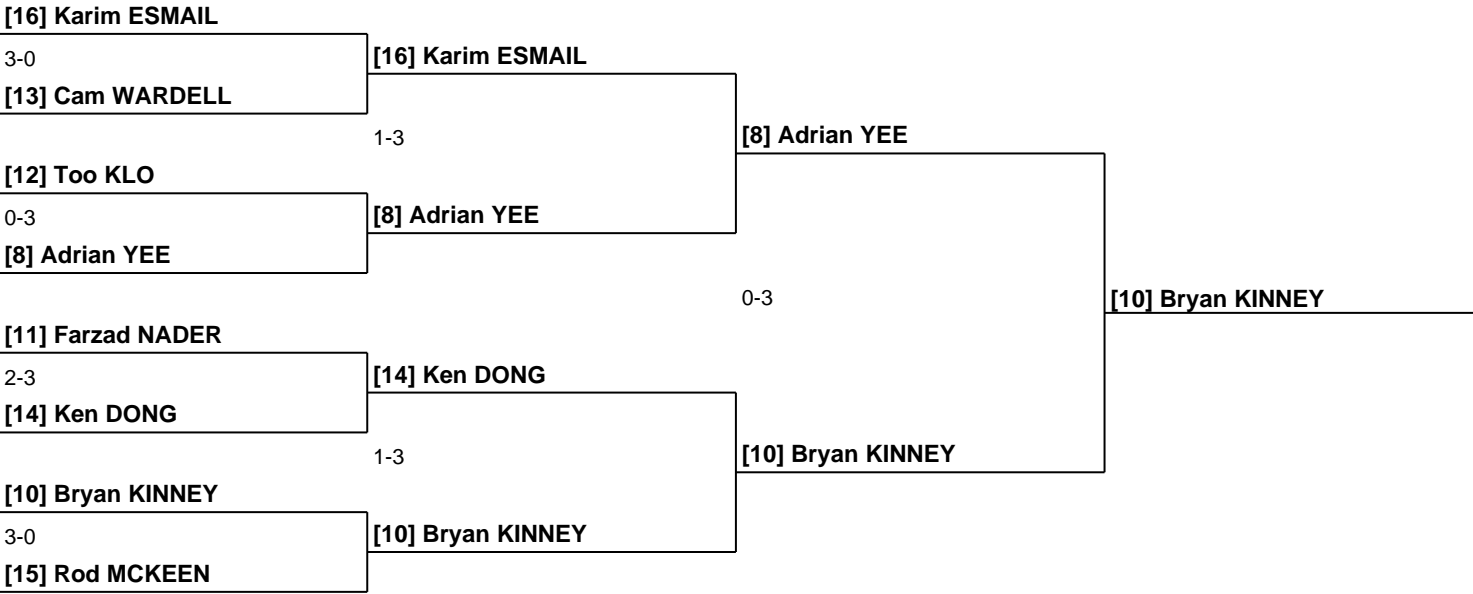 [16] Karim ESMAIL
3-0
[13] Cam WARDELL
[12] Too KLO
0-3
[8] Adrian YEE
[11] Farzad NADER
2-3
[14] Ken DONG
[10] Bryan KINNEY
3-0
[15] Rod MCKEEN
[16] Karim ESMAIL
1-3
[8] Adrian YEE
[14] Ken DONG
1-3
[10] Bryan KINNEY
[8] Adrian YEE
0-3
[10] Bryan KINNEY
[10] Bryan KINNEY